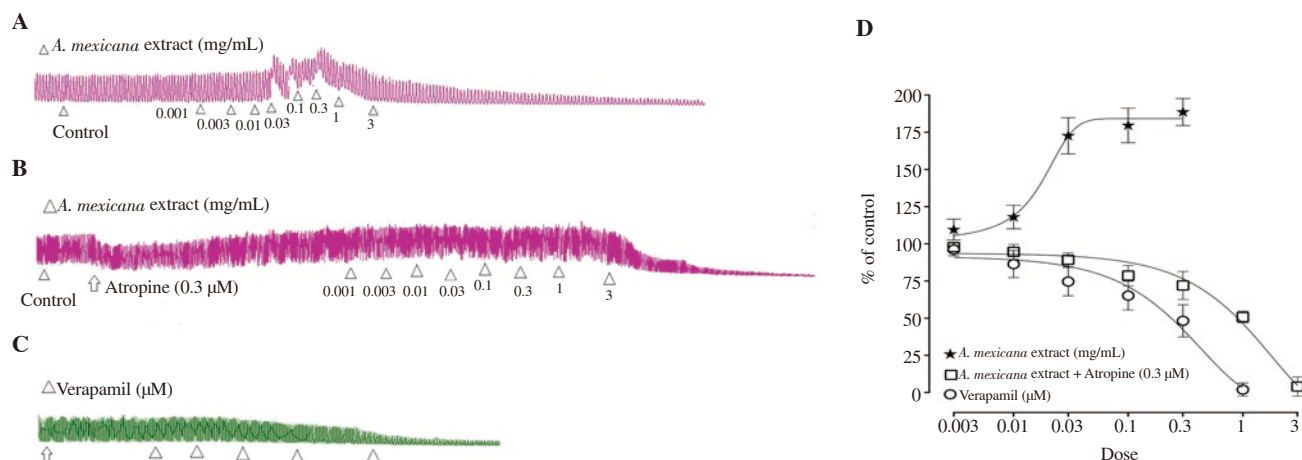 A
A. mexicana extract (mg/mL)
Control
0.001
0.003
0.01
0.03
0.1
0.3
1
3
B
A. mexicana extract (mg/mL)
Control
Atropine (0.3 μM)
0.001
0.003
0.01
0.03
0.1
0.3
1
3
C
Verapamil (μM)
D
% of control
200
175
150
125
100
75
50
25
0
A. mexicana extract (mg/mL)
A. mexicana extract + Atropine (0.3 μM)
Verapamil (μM)
0.003 0.01 0.03 0.1 0.3 1 3
Dose